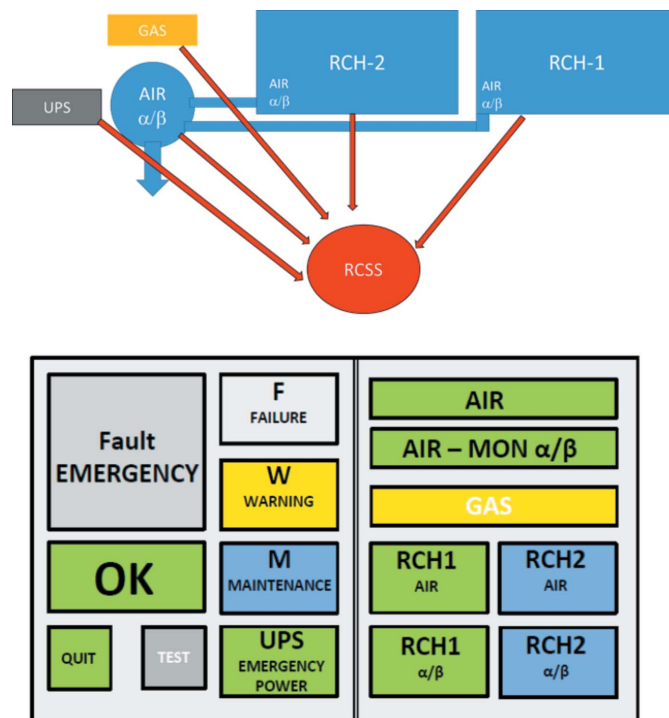 GAS
RCH-2
RCH-1
AIR
α/β
AIR
α/β
AIR
α/β
UPS
RCSS
Fault
EMERGENCY
F
FAILURE
W
WARNING
OK
M
MAINTENANCE
QUIT
TEST
UPS
EMERGENCY
POWER
AIR
AIR – MON α/β
GAS
RCH1
AIR
RCH2
AIR
RCH1
α/β
RCH2
α/β